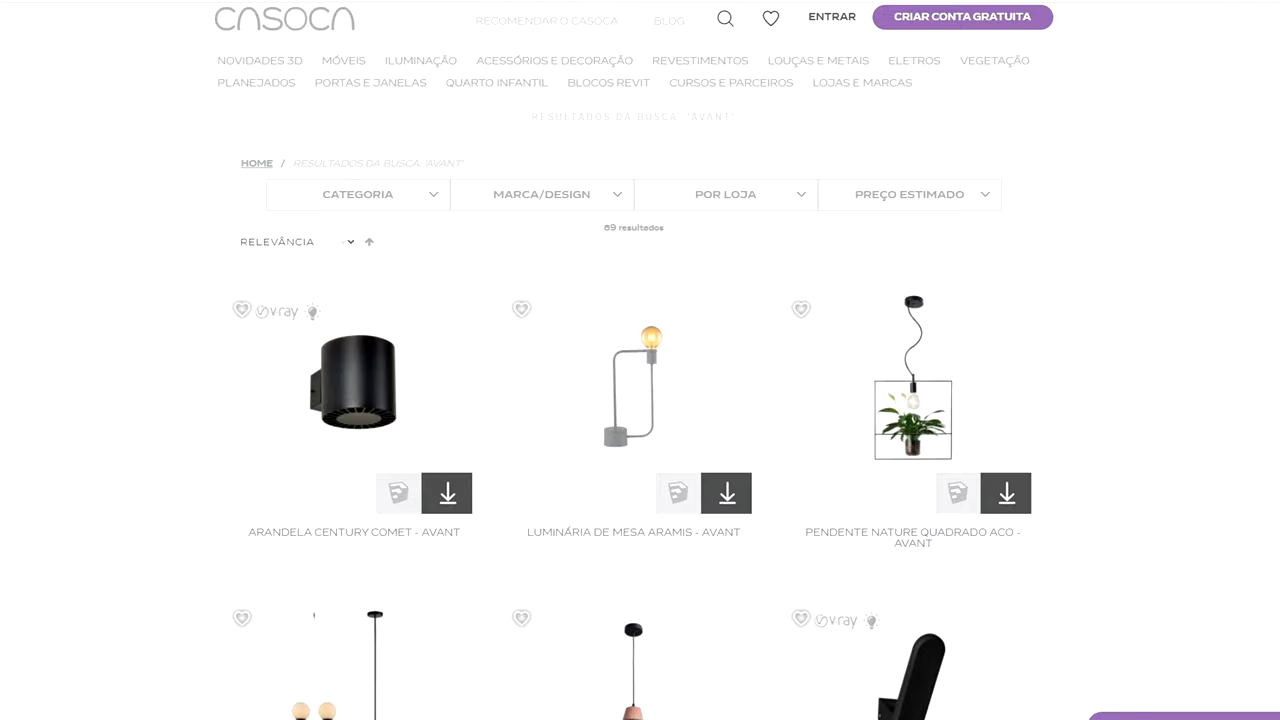 CASOCA
RECOMENDAR O CASOCA
BLOG
ENTRAR
CRIAR CONTA GRATUITA
NOVIDADES 3D MÓVEIS ILUMINAÇÃO ACESSÓRIOS E DECORAÇÃO REVESTIMENTOS LOUÇAS E METAIS ELETROS VEGETAÇÃO
PLANEJADOS PORTAS E JANELAS QUARTO INFANTIL BLOCOS REVIT CURSOS E PARCEIROS LOJAS E MARCAS
RESULTADOS DA BUSCA: 'AVANT'
HOME / RESULTADOS DA BUSCA: 'AVANT'
CATEGORIA
MARCA/DESIGN
POR LOJA
PREÇO ESTIMADO
89 resultados
RELEVÂNCIA
v-ray
ARANDELA CENTURY COMET - AVANT
LUMINÁRIA DE MESA ARAMIS - AVANT
PENDENTE NATURE QUADRADO ACO -
AVANT
v-ray